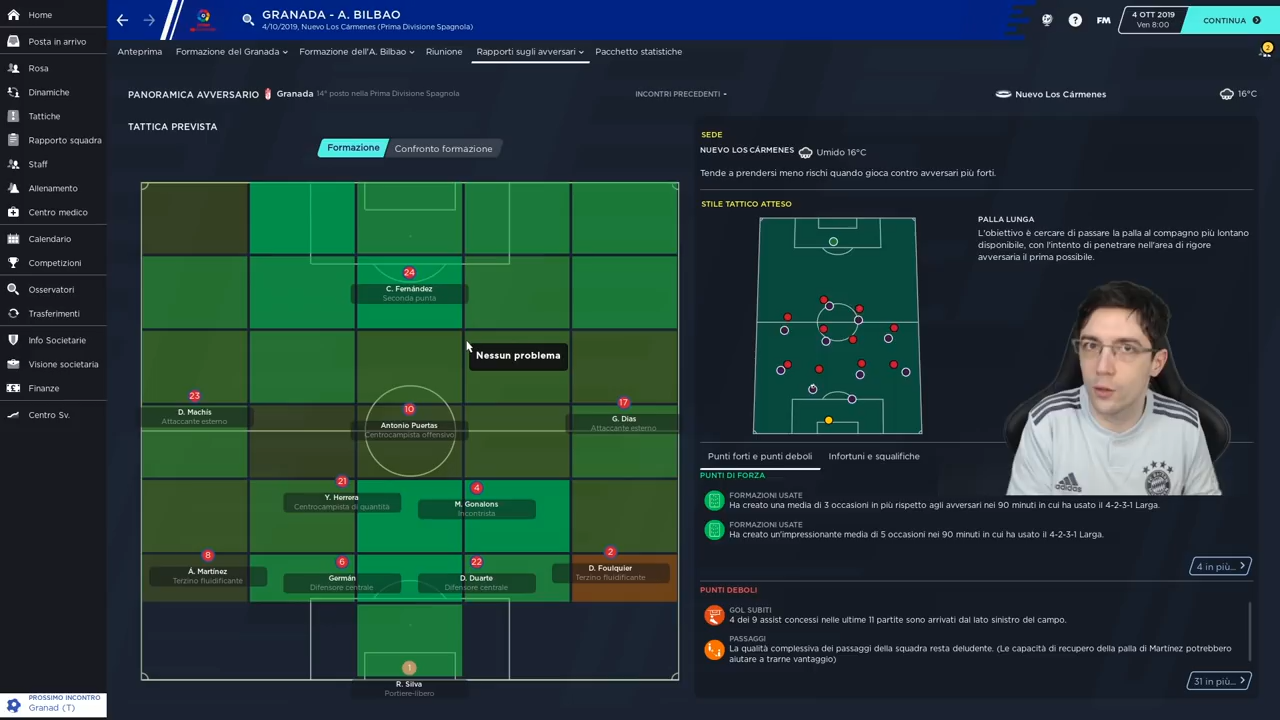 Home
Posta in arrivo
Rosa
Dinamiche
Tattiche
Rapporto squadra
Staff
Allenamento
Centro medico
Calendario
Competizioni
Osservatori
Trasferimenti
Info Societarie
Visione societaria
Finanze
Centro Sv.
PROSSIMO INCONTRO
Granad (T)
GRANADA - A. BILBAO
4/10/2019, Nuevo Los Cármenes (Prima Divisione Spagnola)
FM
4 OTT 2019
Ven 8:00
CONTINUA
2
Anteprima
Formazione del Granada
Formazione dell'A. Bilbao
Riunione
Rapporti sugli avversari
Pacchetto statistiche
PANORAMICA AVVERSARIO
Granada
14° posto nella Prima Divisione Spagnola
INCONTRI PRECEDENTI -
Nuevo Los Cármenes
16°C
TATTICA PREVISTA
Formazione
Confronto formazione
24
C. Fernández
Seconda punta
Nessun problema
23
D. Machís
Attaccante esterno
10
Antonio Puertas
Centrocampista offensivo
17
G. Dias
Attaccante esterno
21
Y. Herrera
Centrocampista di quantità
4
M. Gonalons
Incontrista
8
Á. Martínez
Terzino fluidificante
6
Germán
Difensore centrale
22
D. Duarte
Difensore centrale
2
D. Foulquier
Terzino fluidificante
1
R. Silva
Portiere-libero
SEDE
NUEVO LOS CÁRMENES
Umido 16°C
Tende a prendersi meno rischi quando gioca contro avversari più forti.
STILE TATTICO ATTESO
PALLA LUNGA
L'obiettivo è cercare di passare la palla al compagno più lontano
disponibile, con l'intento di penetrare nell'area di rigore
avversaria il prima possibile.
Punti forti e punti deboli
Infortuni e squalifiche
PUNTI DI FORZA
FORMAZIONI USATE
Ha creato una media di 3 occasioni in più rispetto agli avversari nei 90 minuti in cui ha usato il 4-2-3-1 Larga.
FORMAZIONI USATE
Ha creato un'impressionante media di 5 occasioni nei 90 minuti in cui ha usato il 4-2-3-1 Larga.
4 in più...
PUNTI DEBOLI
GOL SUBITI
4 dei 9 assist concessi nelle ultime 11 partite sono arrivati dal lato sinistro del campo.
PASSAGGI
La qualità complessiva dei passaggi della squadra resta deludente. (Le capacità di recupero della palla di Martínez potrebbero
aiutare a trarne vantaggio)
31 in più...
adidas